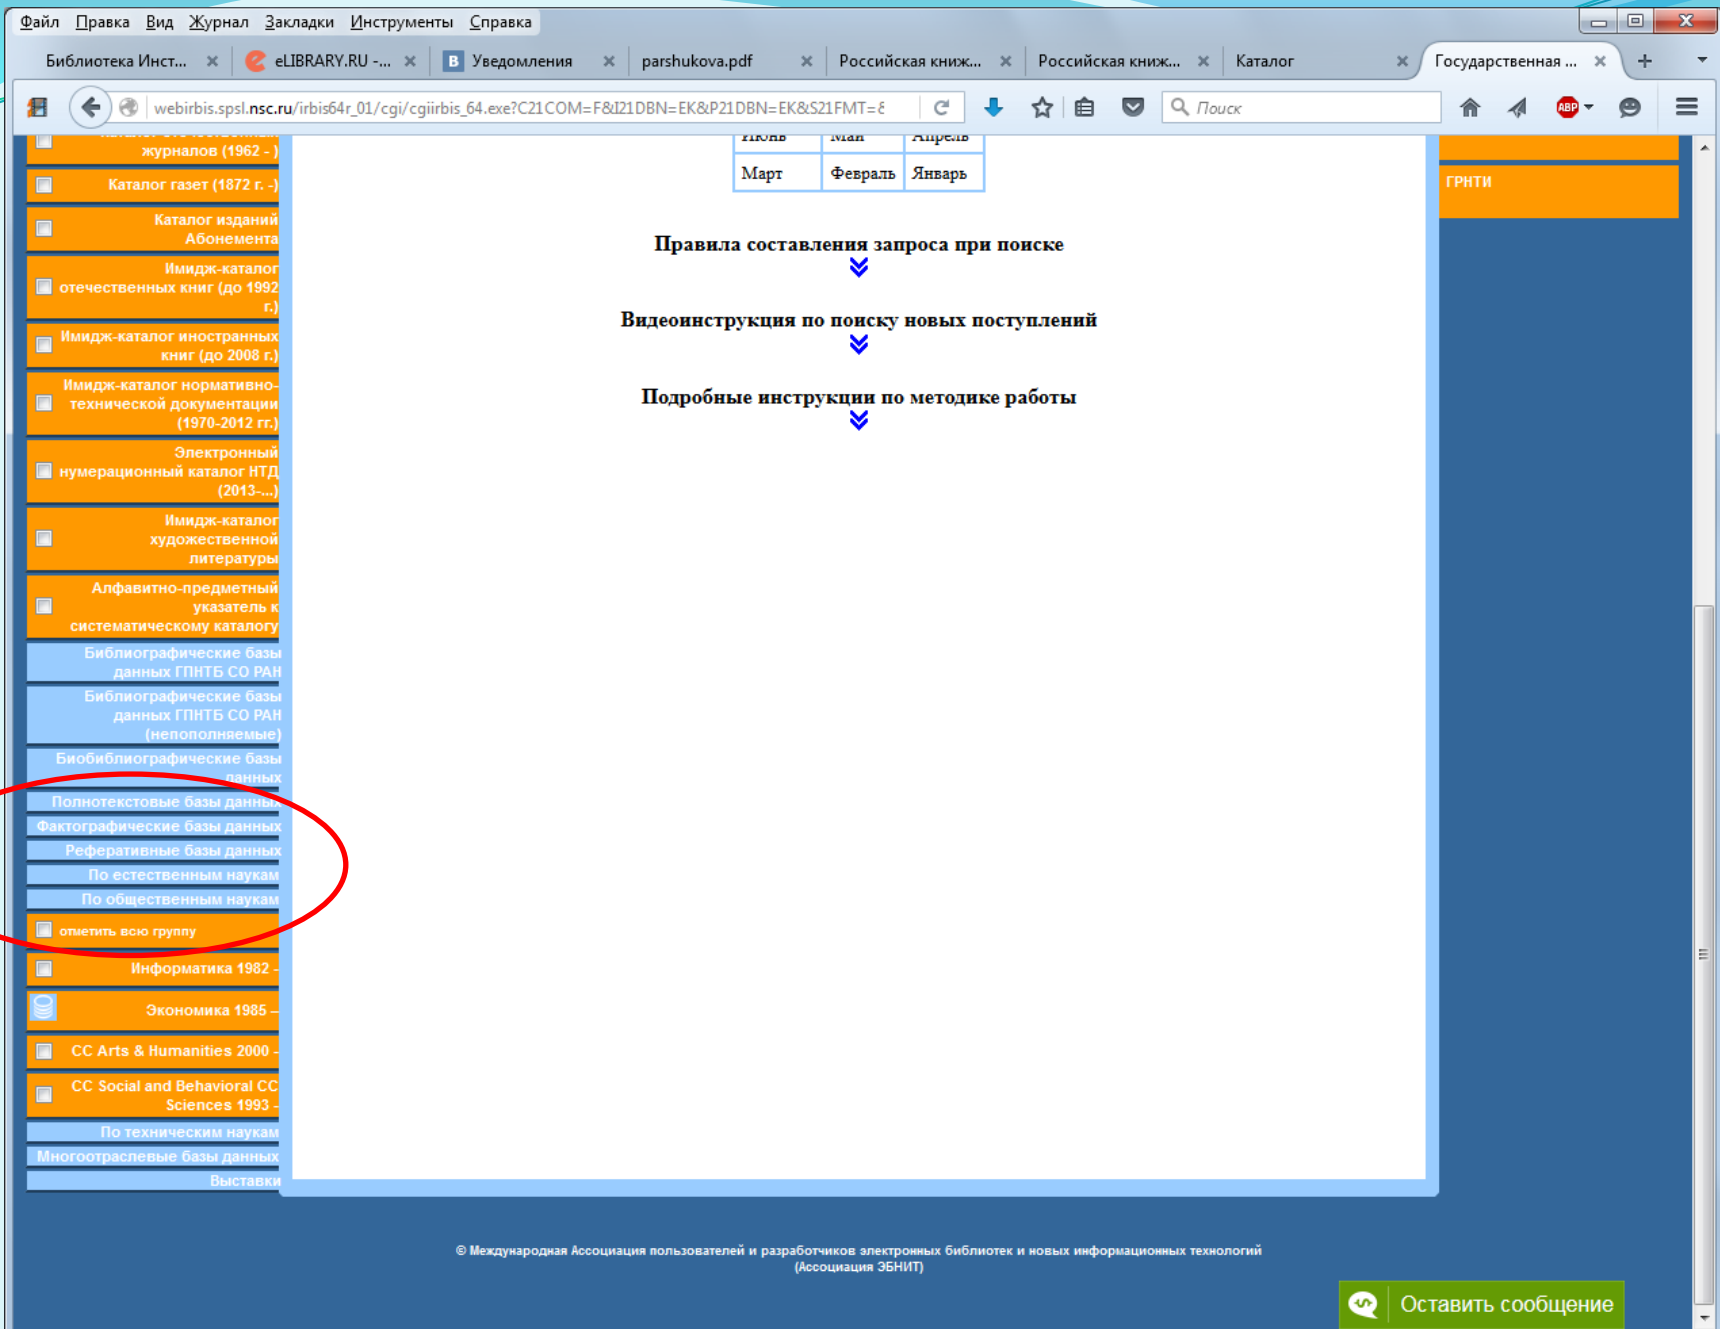 Файл Правка Вид Журнал Закладки Инструменты Справка
Библиотека Инст... eLIBRARY.RU -... Уведомления parshukova.pdf Российская книж... Российская книж... Каталог Государственная ...
webirbis.spsl.nsc.ru/irbis64r_01/cgi/cgiirbis_64.exe?C21COM=F&I21DBN=EK&P21DBN=EK&S21FMT=& Поиск ABP
журналов (1962 - )
Каталог газет (1872 г. -)
Каталог изданий
Абонемента
Имидж-каталог
отечественных книг (до 1992
г.)
Имидж-каталог иностранных
книг (до 2008 г.)
Имидж-каталог нормативно-
технической документации
(1970-2012 гг.)
Электронный
нумерационный каталог НТД
(2013-...)
Имидж-каталог
художественной
литературы
Алфавитно-предметный
указатель к
систематическому каталогу
Библиографические базы
данных ГПНТБ СО РАН
Библиографические базы
данных ГПНТБ СО РАН
(непополняемые)
Биобиблиографические базы
данных
Полнотекстовые базы данных
Фактографические базы данных
Реферативные базы данных
По естественным наукам
По общественным наукам
отметить всю группу
Информатика 1982 -
Экономика 1985 –
CC Arts & Humanities 2000 -
CC Social and Behavioral CC
Sciences 1993 -
По техническим наукам
Многоотраслевые базы данных
Выставки
Июнь Май Апрель
Март Февраль Январь
Правила составления запроса при поиске
Видеоинструкция по поиску новых поступлений
Подробные инструкции по методике работы
ГРНТИ
© Международная Ассоциация пользователей и разработчиков электронных библиотек и новых информационных технологий
(Ассоциация ЭБНИТ)
Оставить сообщение